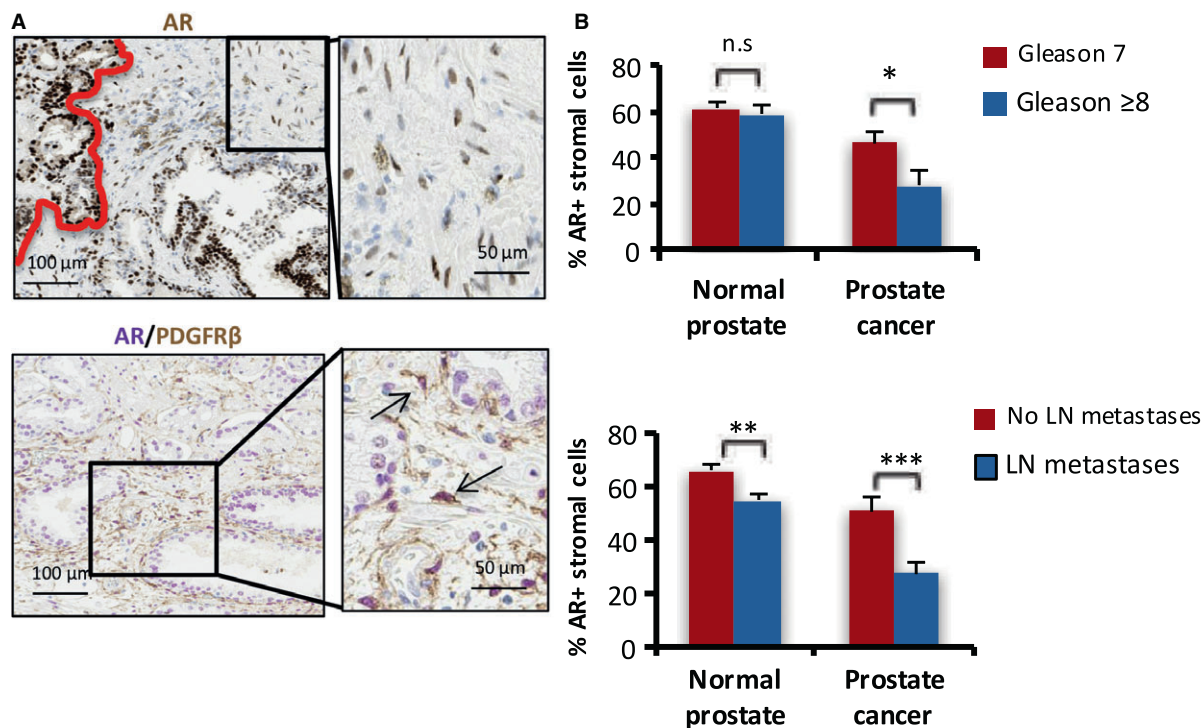 A
AR
100 µm
50 µm
AR/PDGFRβ
100 µm
50 µm
B
% AR+ stromal cells
80
60
40
20
0
n.s
*
Normal
prostate
Prostate
cancer
Gleason 7
Gleason ≥8
% AR+ stromal cells
80
60
40
20
0
**
***
Normal
prostate
Prostate
cancer
No LN metastases
LN metastases